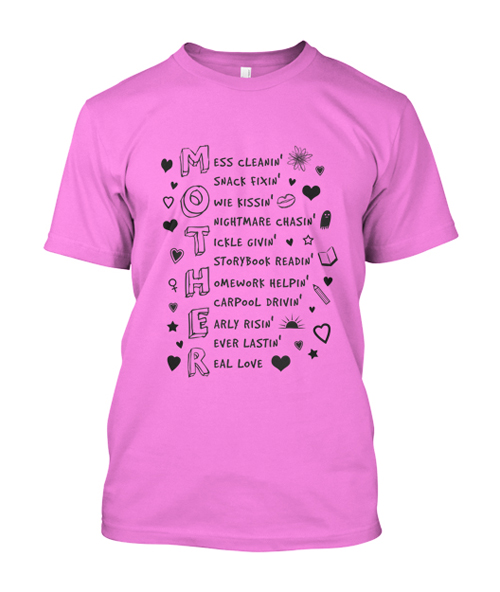 MESS CLEANIN'
SNACK FIXIN'
OWIE KISSIN'
NIGHTMARE CHASIN'
TICKLE GIVIN'
STORYBOOK READIN'
HOMEWORK HELPIN'
CARPOOL DRIVIN'
EARLY RISIN'
EVER LASTIN'
REAL LOVE